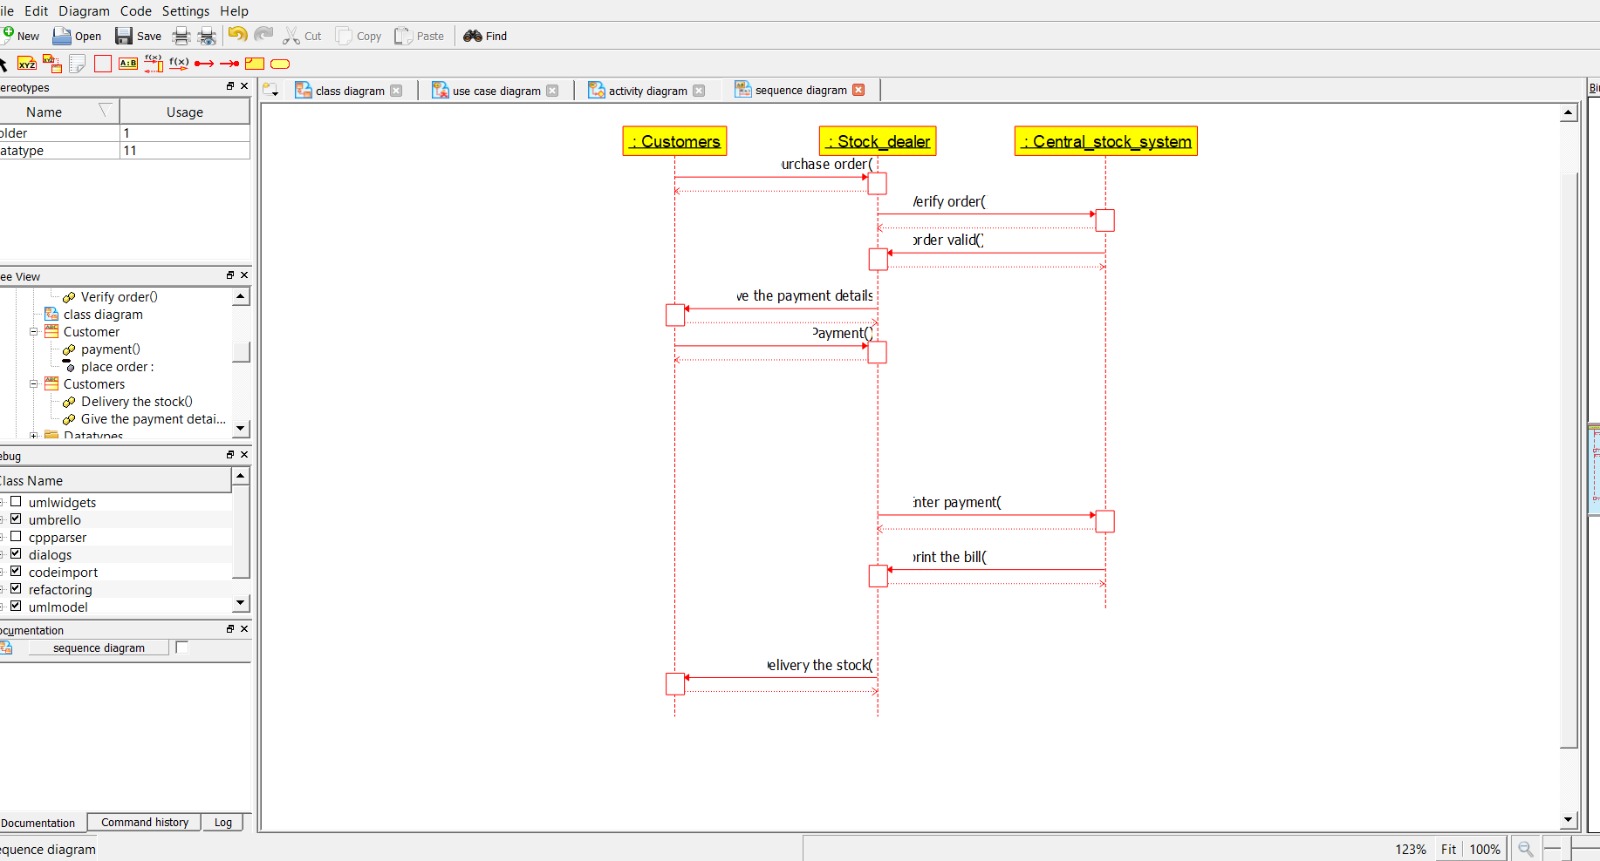 ile Edit Diagram Code Settings Help
New Open Save Cut Copy Paste Find
XYZ A:B f(x) f(x)
ereotypes
class diagram use case diagram activity diagram sequence diagram
Name Usage
older 1
atatype 11
: Customers : Stock_dealer : Central_stock_system
urchase order(
Verify order(
order valid()
ve the payment details
Payment()
nter payment(
print the bill(
elivery the stock(
ee View
Verify order()
class diagram
Customer
payment()
place order :
Customers
Delivery the stock()
Give the payment detai...
Datatypes
ebug
lass Name
umlwidgets
umbrello
cppparser
dialogs
codeimport
refactoring
umlmodel
ocumentation
sequence diagram
Documentation Command history Log
equence diagram
123% Fit 100%